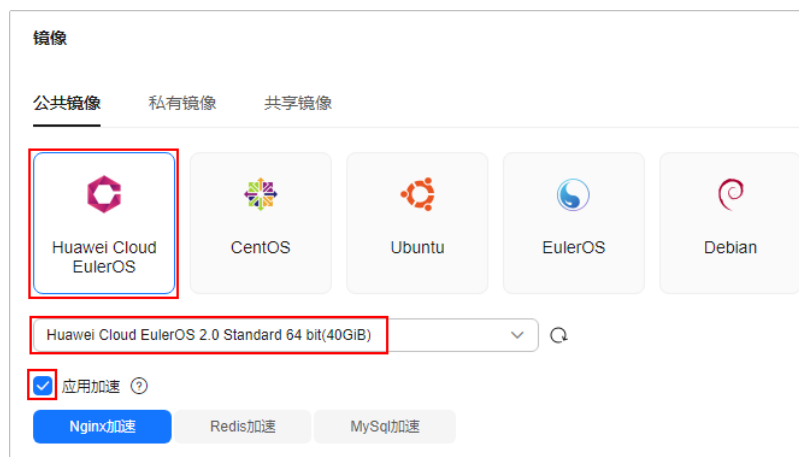 镜像
公共镜像 私有镜像 共享镜像
Huawei Cloud EulerOS CentOS Ubuntu EulerOS Debian
Huawei Cloud EulerOS 2.0 Standard 64 bit(40GiB)
应用加速 ?
Nginx加速 Redis加速 MySql加速